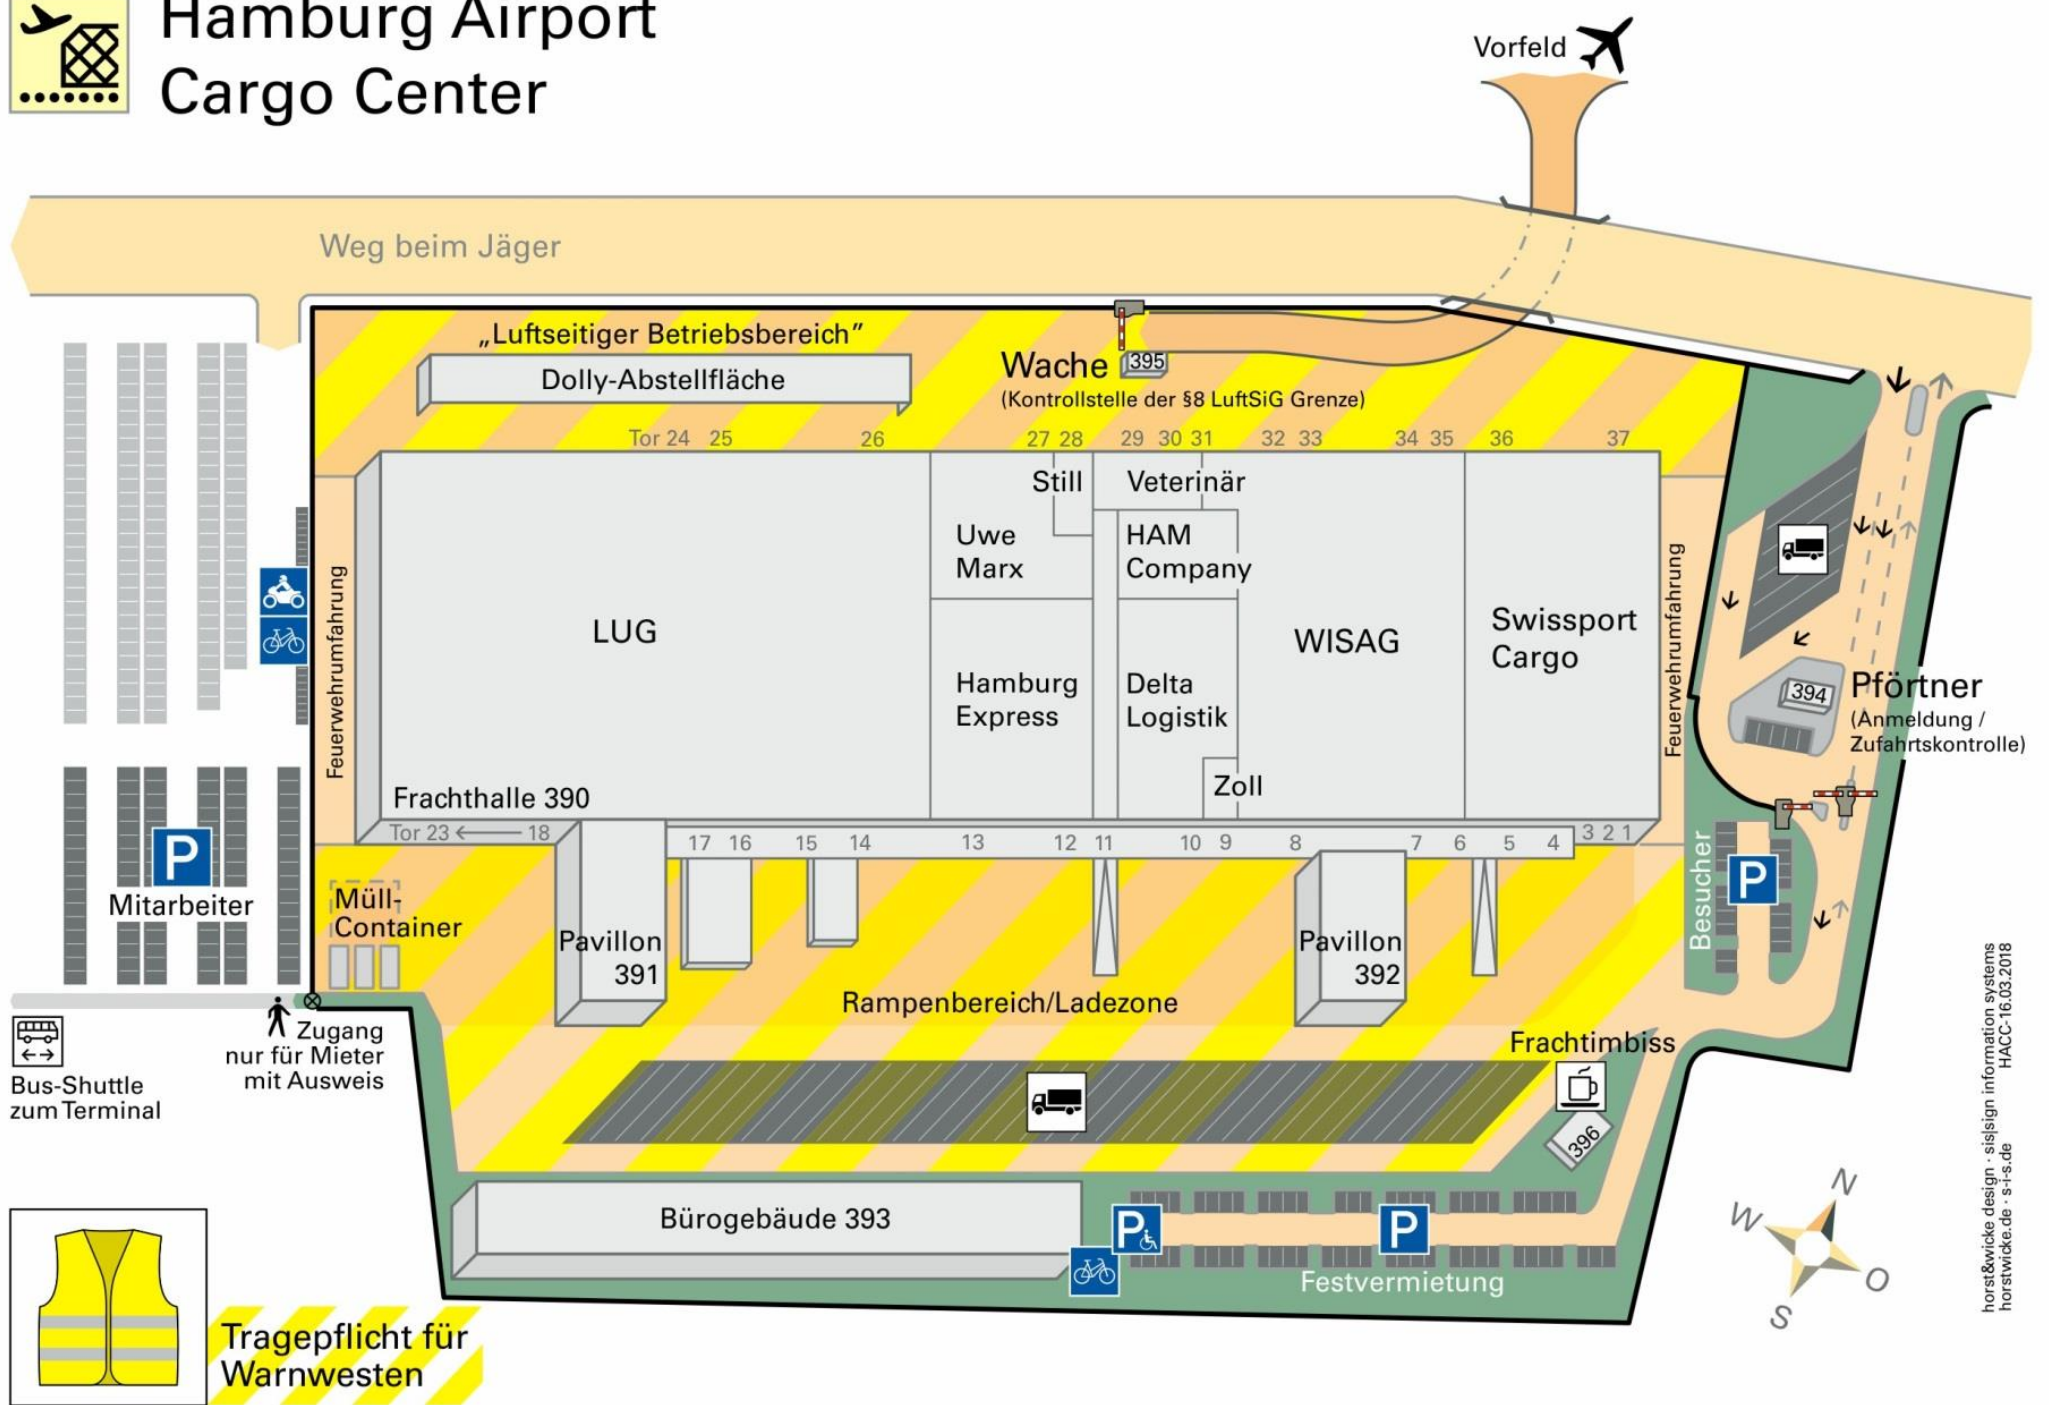 Hamburg Airport
Cargo Center
Vorfeld
Weg beim Jäger
„Luftseitiger Betriebsbereich”
Dolly-Abstellfläche
Wache
395
(Kontrollstelle der §8 LuftSiG Grenze)
Tor 24 25 26 27 28 29 30 31 32 33 34 35 36 37
Still
Veterinär
Uwe
Marx
HAM
Company
LUG
WISAG
Swissport
Cargo
Hamburg
Express
Delta
Logistik
Zoll
Frachthalle 390
Feuerwehrumfahrung
Feuerwehrumfahrung
394
Pförtner
(Anmeldung /
Zufahrtskontrolle)
Tor 23 18 17 16 15 14 13 12 11 10 9 8 7 6 5 4 3 2 1
P
Mitarbeiter
Müll-
Container
Pavillon
391
Pavillon
392
Besucher
P
Rampenbereich/Ladezone
Frachtimbiss
396
Zugang
nur für Mieter
mit Ausweis
Bus-Shuttle
zum Terminal
Bürogebäude 393
P
P
Festvermietung
N
W
O
S
horst&wicke design · sis|sign information systems
horstwicke.de · s-i-s.de HACC-16.03.2018
Tragepflicht für
Warnwesten